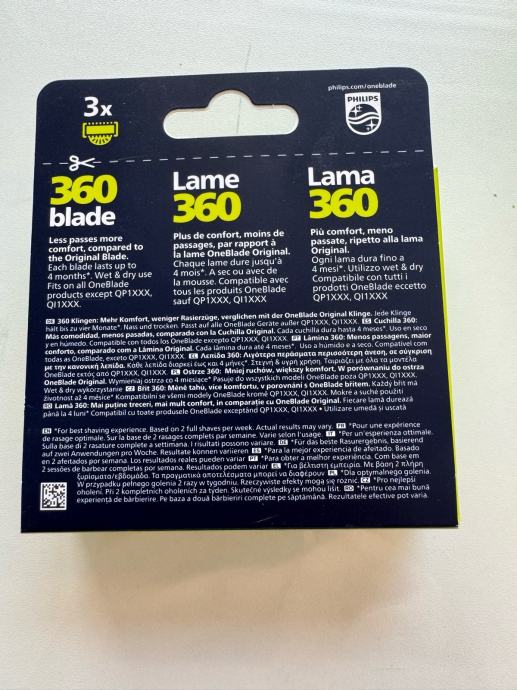 philips.com/oneblade
3x
PHILIPS
360
blade
Less passes more
comfort, compared to
the Original Blade.
Each blade lasts up to
4 months*. Wet & dry use
Fits on all OneBlade
products except QP1XXX,
QI1XXX.
Lame
360
Plus de confort, moins de
passages, par rapport à
la lame OneBlade Original.
Chaque lame dure jusqu'à
4 mois*. A sec ou avec de
la mousse. Compatible avec
tous les produits OneBlade
sauf QP1XXX, QI1XXX
Lama
360
Più comfort, meno
passate, ripetto alla lama
Original.
Ogni lama dura fino a
4 mesi*. Utilizzo wet & dry
Compatibile con tutti i
prodotti OneBlade eccetto
QP1XXX, QI1XXX
DE 360 Klingen: Mehr Komfort, weniger Rasierzüge, verglichen mit der OneBlade Original Klinge. Jede Klinge
hält bis zu vier Monate*. Nass und trocken. Passt auf alle OneBlade Geräte außer QP1XXX, QI1XXX. ES Cuchilla 360:
Más comodidad, menos pasadas, comparado con la Cuchilla Original. Cada cuchilla dura hasta 4 meses*. Uso en seco
y en húmedo. Compatible con todos los OneBlade excepto QP1XXX, QI1XXX. PT Lâmina 360: Menos passagens, maior
conforto, comparado com a Lâmina Original. Cada lâmina dura até 4 meses*. Uso a húmido e a seco. Compatível com
todas as OneBlade, exceto QP1XXX, QI1XXX. EL Λεπίδα 360: Λιγότερα περάσματα περισσότερη άνεση, σε σύγκριση
με την κανονική λεπίδα. Κάθε λεπίδα διαρκεί έως και 4 μήνες*. Στεγνή & υγρή χρήση. Ταιριάζει με όλα τα μοντέλα
OneBlade εκτός από QP1XXX, QI1XXX. PL Ostrze 360: Mniej ruchów, większy komfort, W porównaniu do ostrza
OneBlade Original. Wymieniaj ostrze co 4 miesiące* Pasuje do wszystkich modeli OneBlade poza QP1XXX, QI1XXX.
Wet & dry wykorzystanie CZ Brit 360: Méně tahů, více komfortu, v porovnání s OneBlade břitem. Každý břit má
životnost až 4 měsíce* Kompatibilní se všemi modely OneBlade kromě QP1XXX, QI1XXX. Mokré a suché použití
RO Lamă 360: Mai puține treceri, mai mult confort, in comparație cu OneBlade Original. Fiecare lamă durează
până la 4 luni* Compatibil cu toate produsele OneBlade exceptând QP1XXX, QI1XXX • Utilizare umedă și uscată
EN *For best shaving experience. Based on 2 full shaves per week. Actual results may vary. FR *Pour une expérience
de rasage optimale. Sur la base de 2 rasages complets par semaine. Varie selon l'usage IT *Per un'esperienza ottimale.
Sulla base di 2 rasature complete a settimana. I risultati possono variare. DE *Für das beste Rasurergebnis, basierend
auf zwei Anwendungen pro Woche. Resultate können variieren ES *Para la mejor experiencia de afeitado. Basado
en 2 afeitados por semana. Los resultados reales pueden variar PT *Para obter a melhor experiência. Com base em
2 sessões de barbear completas por semana. Resultados podem variar EL *Για βέλτιστη εμπειρία. Με βάση 2 πλήρη
ξυρίσματα/εβδομάδα. Τα πραγματικά αποτελέσματα μπορεί να διαφέρουν PL *Dla optymalnego golenia.
W przypadku pełnego golenia 2 razy w tygodniu. Rzeczywiste efekty mogą się roznic. CZ *Pro nejlepší
oholení. Při 2 kompletních oholeních za týden. Skutečné výsledky se mohou lišit. RO *Pentru cea mai bună
experiență de bărbierire. Pe baza a două bărbieriri complete pe săptămână. Rezultatele efective pot varia.